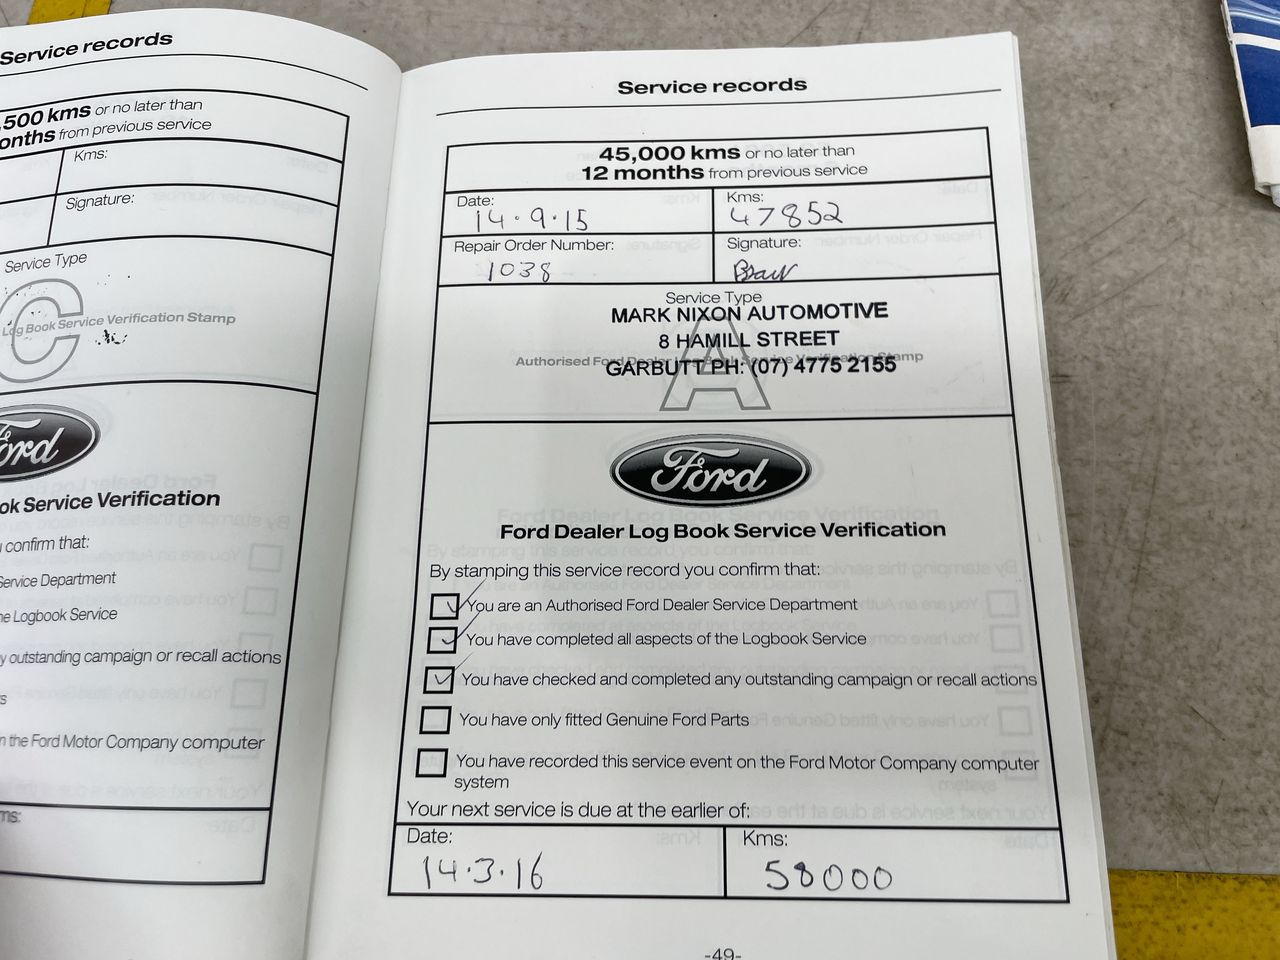 Service records
,500 kms or no later than
onths from previous service
Kms:
Signature:
Service Type
C
Log Book Service Verification Stamp
Ford
ok Service Verification
u confirm that:
Service Department
he Logbook Service
y outstanding campaign or recall actions
s
n the Ford Motor Company computer
ms:
Service records
45,000 kms or no later than
12 months from previous service
Date:
14.9.15
Kms:
47852
Repair Order Number:
1038
Signature:
Service Type
MARK NIXON AUTOMOTIVE
8 HAMILL STREET
A
Authorised Ford Dealer Log Book Service Verification Stamp
GARBUTT PH: (07) 4775 2155
Ford
Ford Dealer Log Book Service Verification
By stamping this service record you confirm that:
You are an Authorised Ford Dealer Service Department
You have completed all aspects of the Logbook Service
You have checked and completed any outstanding campaign or recall actions
You have only fitted Genuine Ford Parts
You have recorded this service event on the Ford Motor Company computer
system
Your next service is due at the earlier of:
Date:
14.3.16
Kms:
58000
-49-